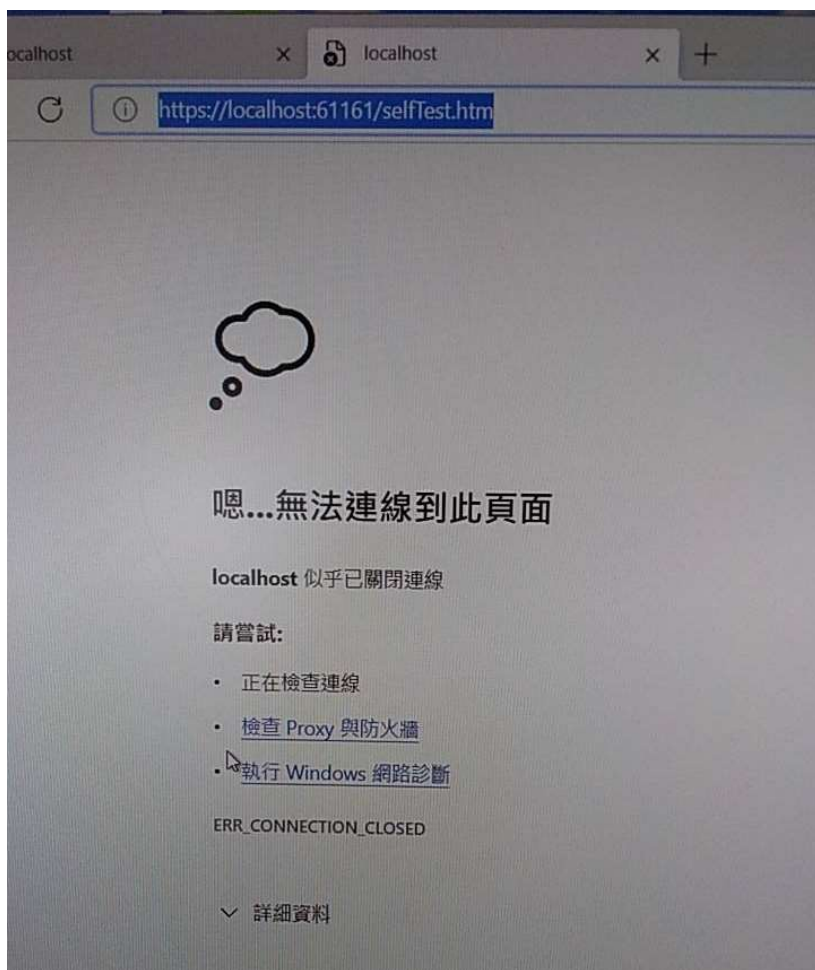 ocalhost
localhost
https://localhost:61161/selfTest.htm
嗯...無法連線到此頁面
localhost 似乎已關閉連線
請嘗試:
• 正在檢查連線
• 檢查 Proxy 與防火牆
• 執行 Windows 網路診斷
ERR_CONNECTION_CLOSED
詳細資料